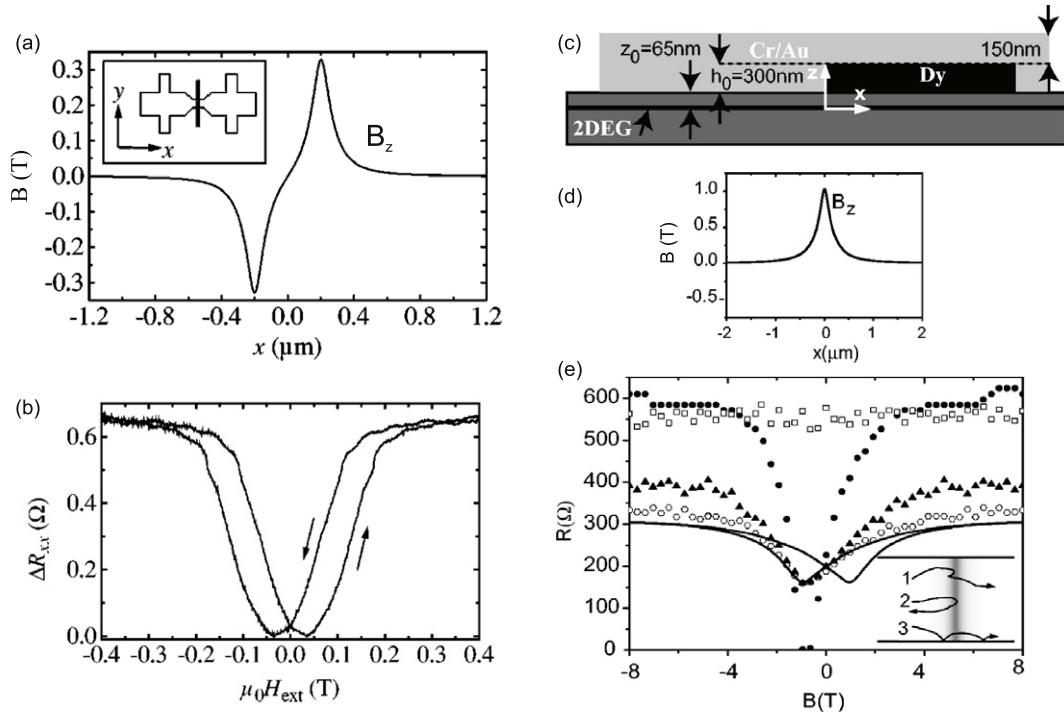 (a)
0.3
0.2
0.1
0.0
-0.1
-0.2
-0.3
B (T)
y
x
B_z
-1.2 -0.8 -0.4 0.0 0.4 0.8 1.2
x (μm)
(b)
0.6
0.4
0.2
0.0
ΔR_xx (Ω)
-0.4 -0.3 -0.2 -0.1 0.0 0.1 0.2 0.3 0.4
μ₀H_ext (T)
(c)
z₀=65nm
Cr/Au
150nm
h₀=300nm
z
Dy
x
2DEG
(d)
1.0
0.5
0.0
-0.5
B (T)
B_z
-2 -1 0 1 2
x(μm)
(e)
600
550
300
200
100
0
R(Ω)
1
2
3
-8 -4 0 4 8
B(T)